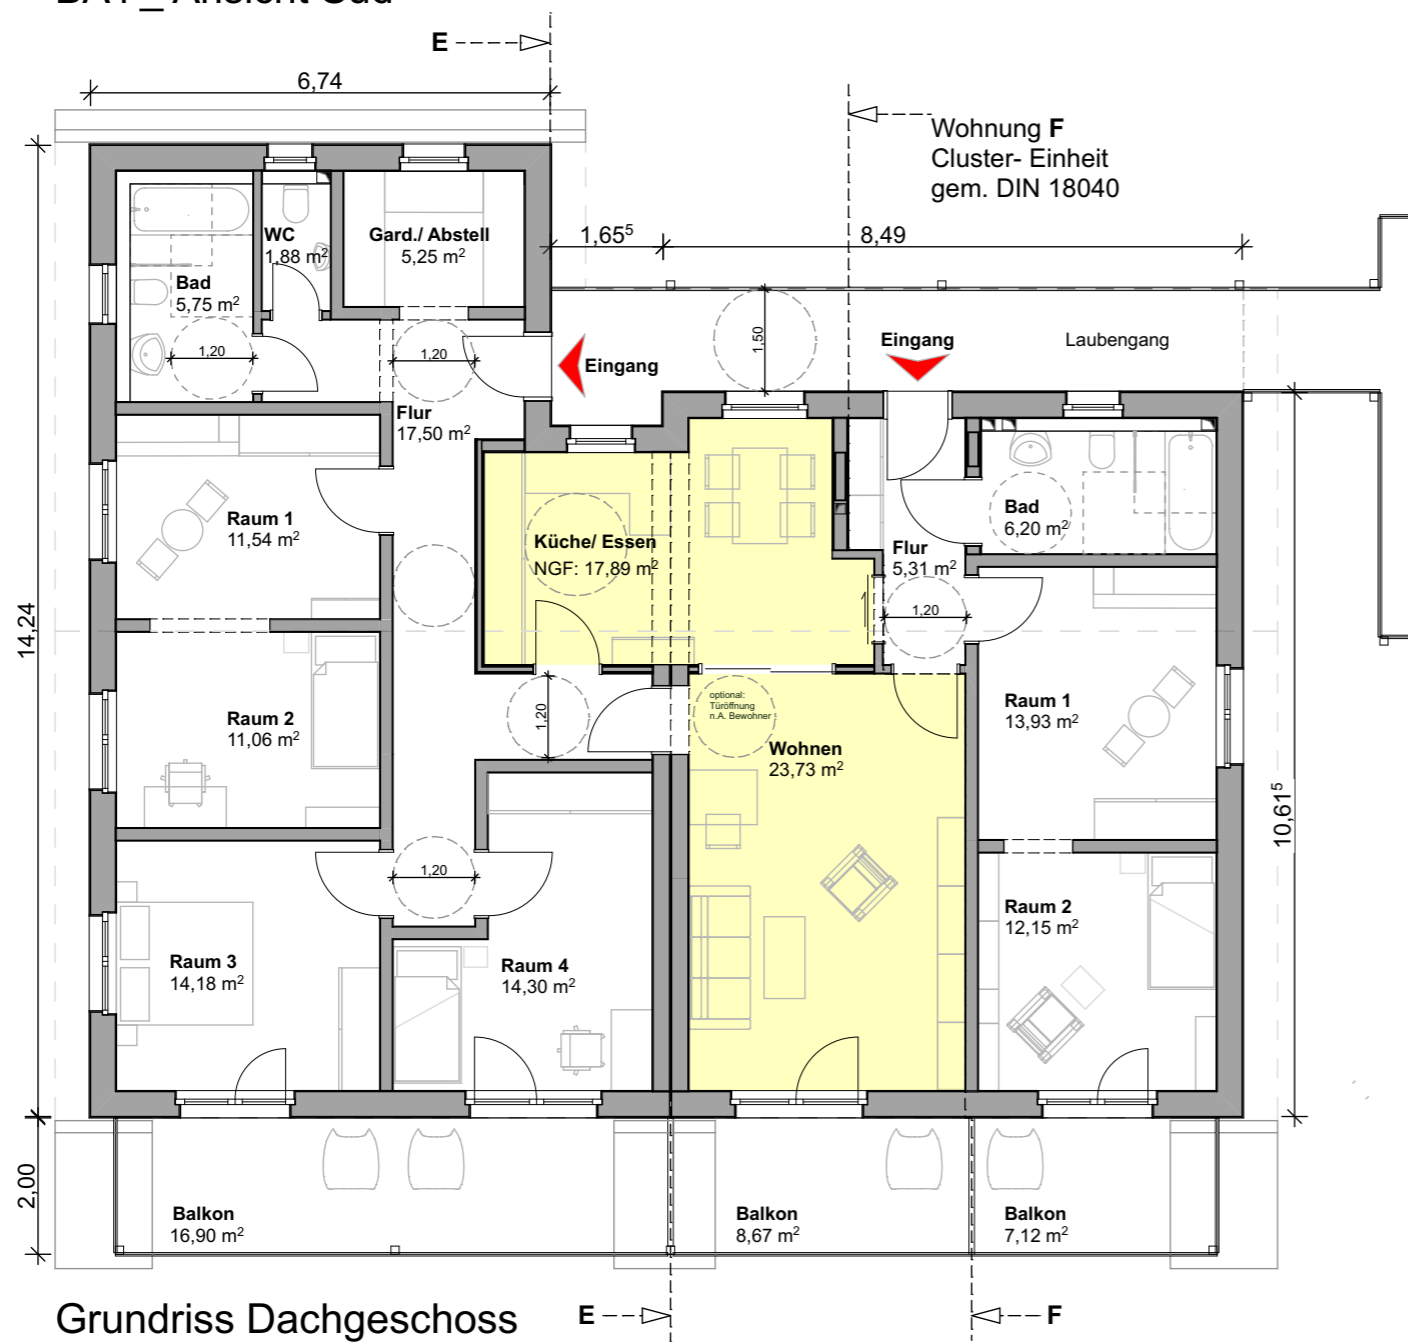 E
6,74
Wohnung F
Cluster- Einheit
gem. DIN 18040
1,65⁵
8,49
WC
1,88 m²
Gard./ Abstell
5,25 m²
Bad
5,75 m²
1,20
1,20
1,50
Eingang
Eingang
Laubengang
Flur
17,50 m²
Raum 1
11,54 m²
Küche/ Essen
NGF: 17,89 m²
Bad
6,20 m²
Flur
5,31 m²
1,20
14,24
Raum 2
11,06 m²
1,20
optional:
Türöffnung
n.A. Bewohner
Wohnen
23,73 m²
Raum 1
13,93 m²
10,61⁵
1,20
Raum 3
14,18 m²
Raum 4
14,30 m²
Raum 2
12,15 m²
2,00
Balkon
16,90 m²
Balkon
8,67 m²
Balkon
7,12 m²
Grundriss Dachgeschoss
E
F